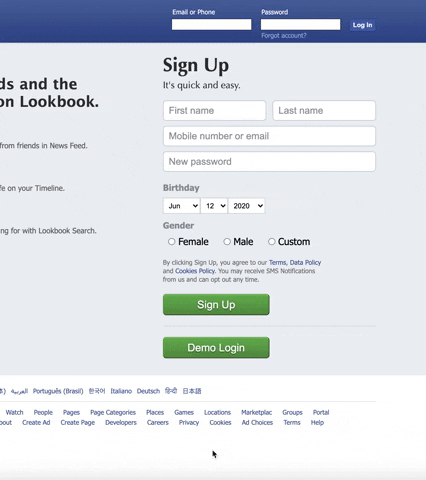 Email or Phone Password
Log In
Forgot account?
Sign Up
It's quick and easy.
ds and the
on Lookbook.
First name Last name
Mobile number or email
from friends in News Feed.
New password
fe on your Timeline.
Birthday
Jun 12 2020
Gender
ng for with Lookbook Search.
Female Male Custom
By clicking Sign Up, you agree to our Terms, Data Policy
and Cookies Policy. You may receive SMS Notifications
from us and can opt out any time.
Sign Up
Demo Login
العربية Português (Brasil) 한국어 Italiano Deutsch हिन्दी 日本語
Watch People Pages Page Categories Places Games Locations Marketplac Groups Portal
bout Create Ad Create Page Developers Careers Privacy Cookies Ad Choices Terms Help